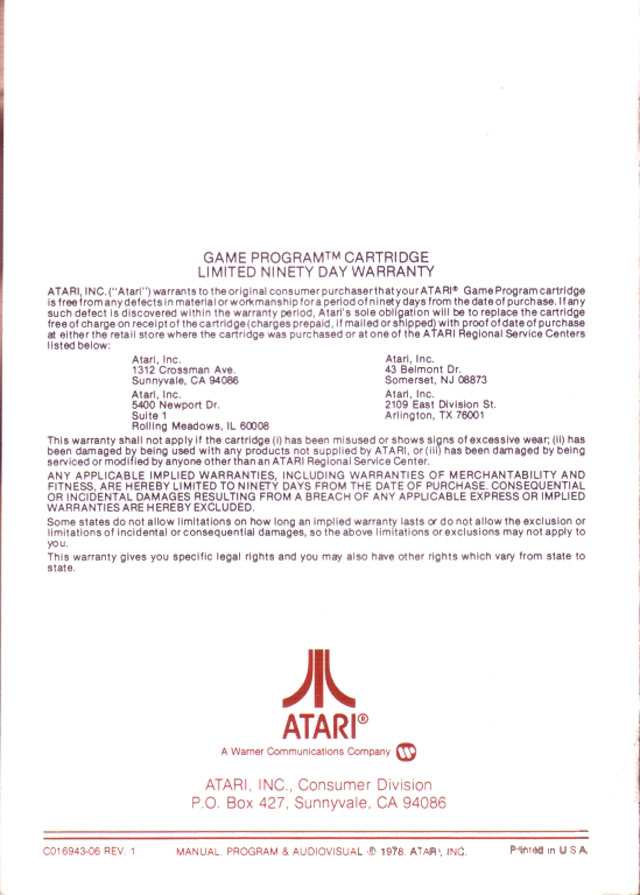 GAME PROGRAM™ CARTRIDGE
LIMITED NINETY DAY WARRANTY
ATARI, INC. ("Atari") warrants to the original consumer purchaser that your ATARI® Game Program cartridge
is free from any defects in material or workmanship for a period of ninety days from the date of purchase. If any
such defect is discovered within the warranty period, Atari's sole obligation will be to replace the cartridge
free of charge on receipt of the cartridge (charges prepaid, if mailed or shipped) with proof of date of purchase
at either the retail store where the cartridge was purchased or at one of the ATARI Regional Service Centers
listed below:
Atari, Inc.
1312 Crossman Ave.
Sunnyvale, CA 94086
Atari, Inc.
5400 Newport Dr.
Suite 1
Rolling Meadows, IL 60008
Atari, Inc.
43 Belmont Dr.
Somerset, NJ 08873
Atari, Inc.
2109 East Division St.
Arlington, TX 76001
This warranty shall not apply if the cartridge (i) has been misused or shows signs of excessive wear; (ii) has
been damaged by being used with any products not supplied by ATARI, or (iii) has been damaged by being
serviced or modified by anyone other than an ATARI Regional Service Center.
ANY APPLICABLE IMPLIED WARRANTIES, INCLUDING WARRANTIES OF MERCHANTABILITY AND
FITNESS, ARE HEREBY LIMITED TO NINETY DAYS FROM THE DATE OF PURCHASE. CONSEQUENTIAL
OR INCIDENTAL DAMAGES RESULTING FROM A BREACH OF ANY APPLICABLE EXPRESS OR IMPLIED
WARRANTIES ARE HEREBY EXCLUDED.
Some states do not allow limitations on how long an implied warranty lasts or do not allow the exclusion or
limitations of incidental or consequential damages, so the above limitations or exclusions may not apply to
you.
This warranty gives you specific legal rights and you may also have other rights which vary from state to
state.
ATARI®
A Warner Communications Company
ATARI, INC., Consumer Division
P.O. Box 427, Sunnyvale, CA 94086
C016943-06 REV. 1 MANUAL, PROGRAM & AUDIOVISUAL © 1978, ATARI, INC. Printed in U S A